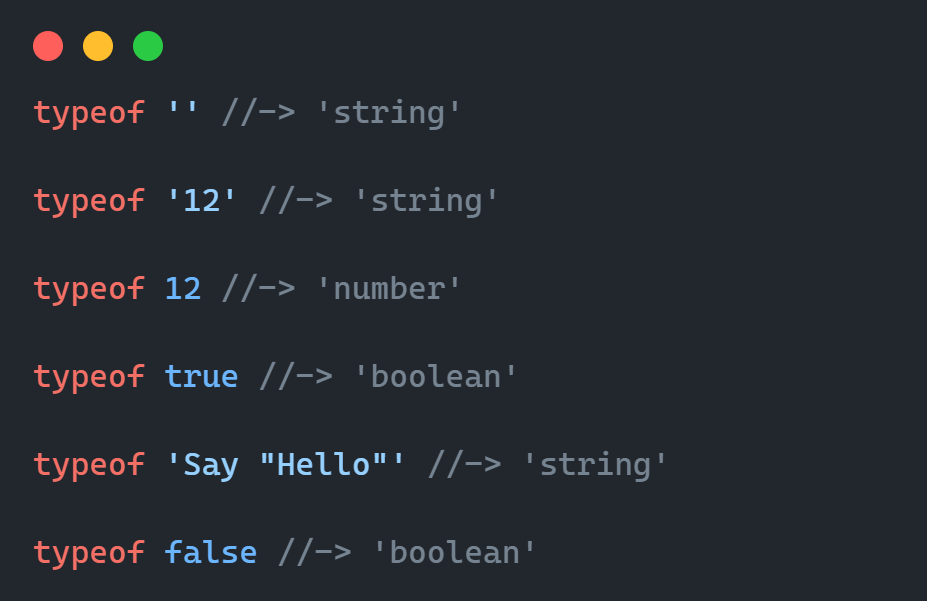 typeof '' //-> 'string'
typeof '12' //-> 'string'
typeof 12 //-> 'number'
typeof true //-> 'boolean'
typeof 'Say "Hello"' //-> 'string'
typeof false //-> 'boolean'